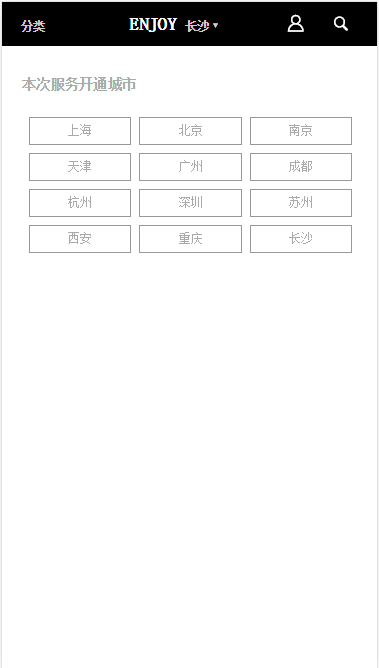 分类 ENJOY 长沙
本次服务开通城市
上海 北京 南京
天津 广州 成都
杭州 深圳 苏州
西安 重庆 长沙